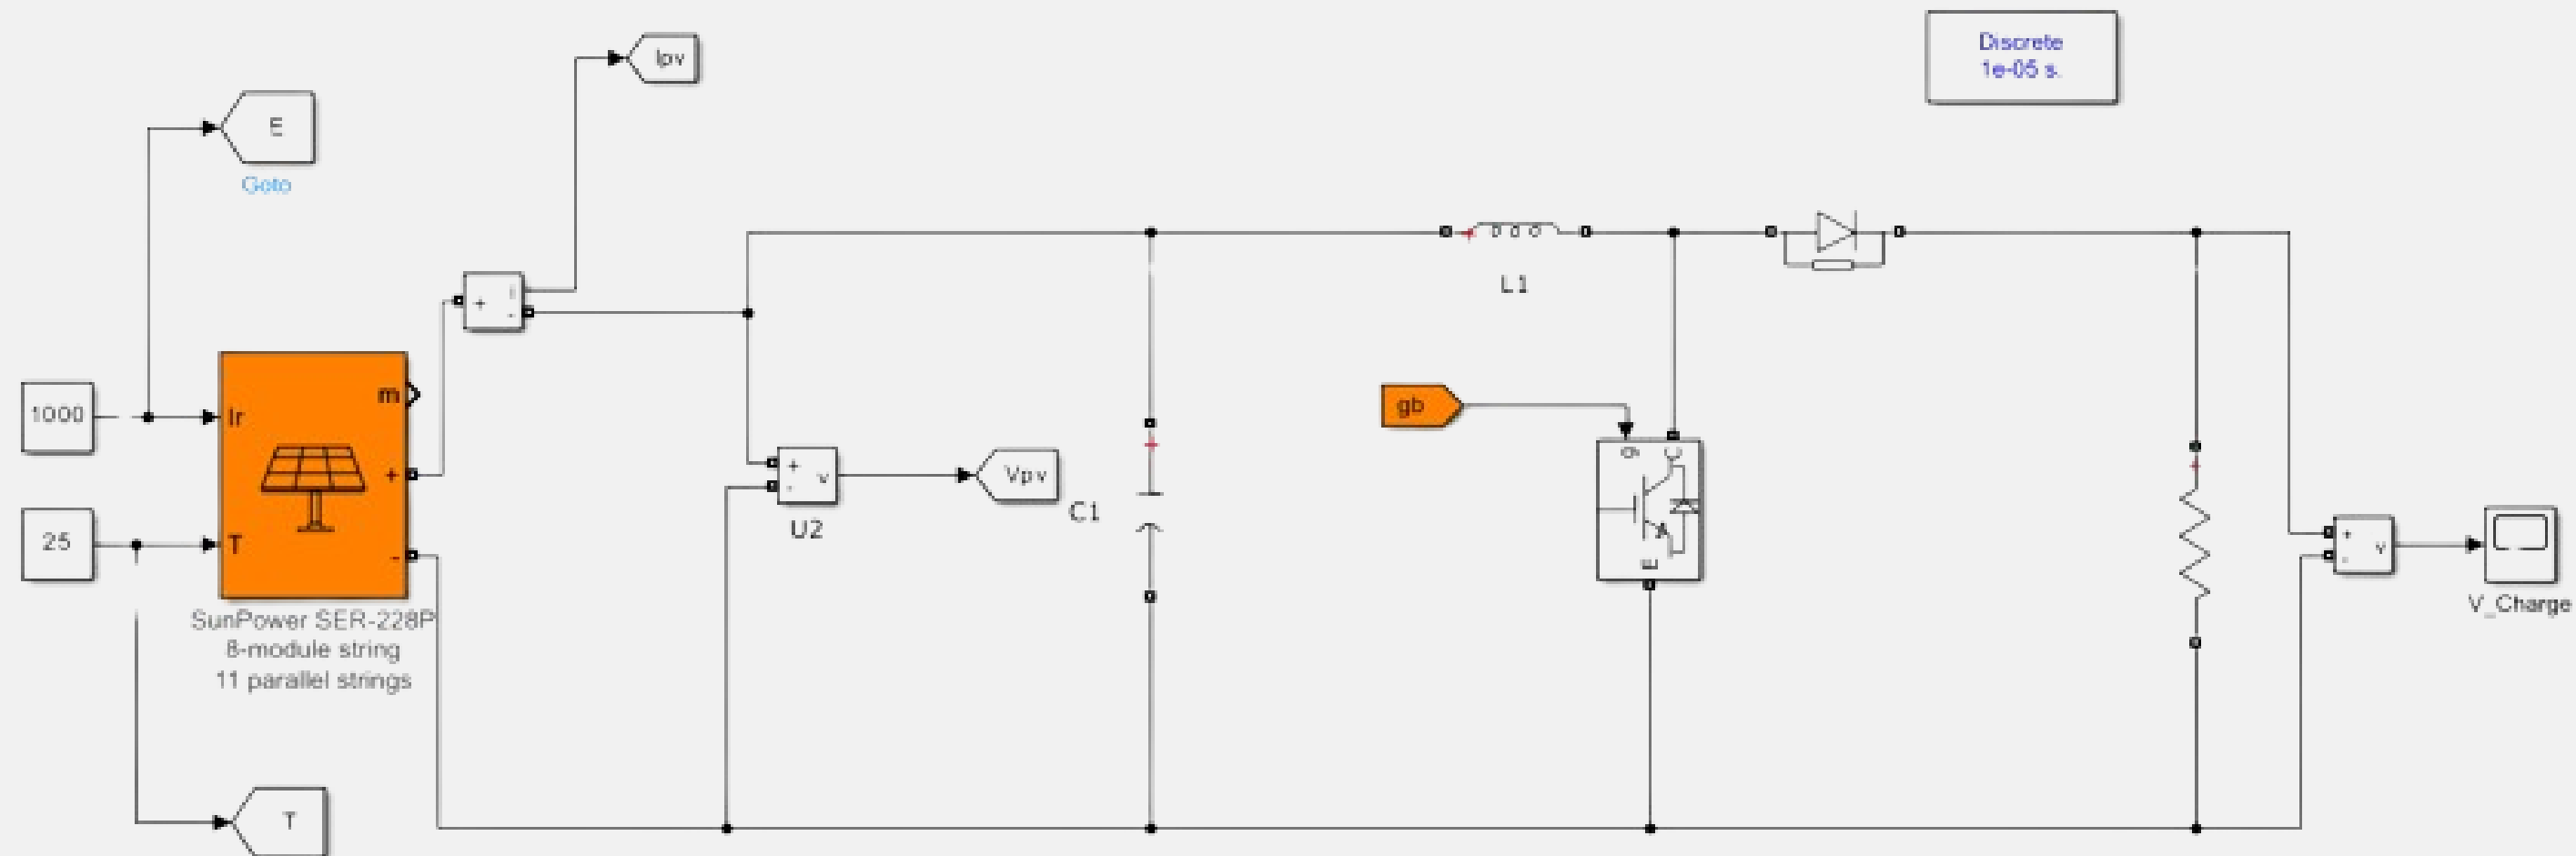 Discrete
1e-05 s.
Ipv
E
Goto
i
+
-
L1
1000
Ir
m
+
gb
25
T
-
+
-
v
U2
Vpv
C1
g
C
E
+
-
v
V_Charge
SunPower SER-228P
8-module string
11 parallel strings
T